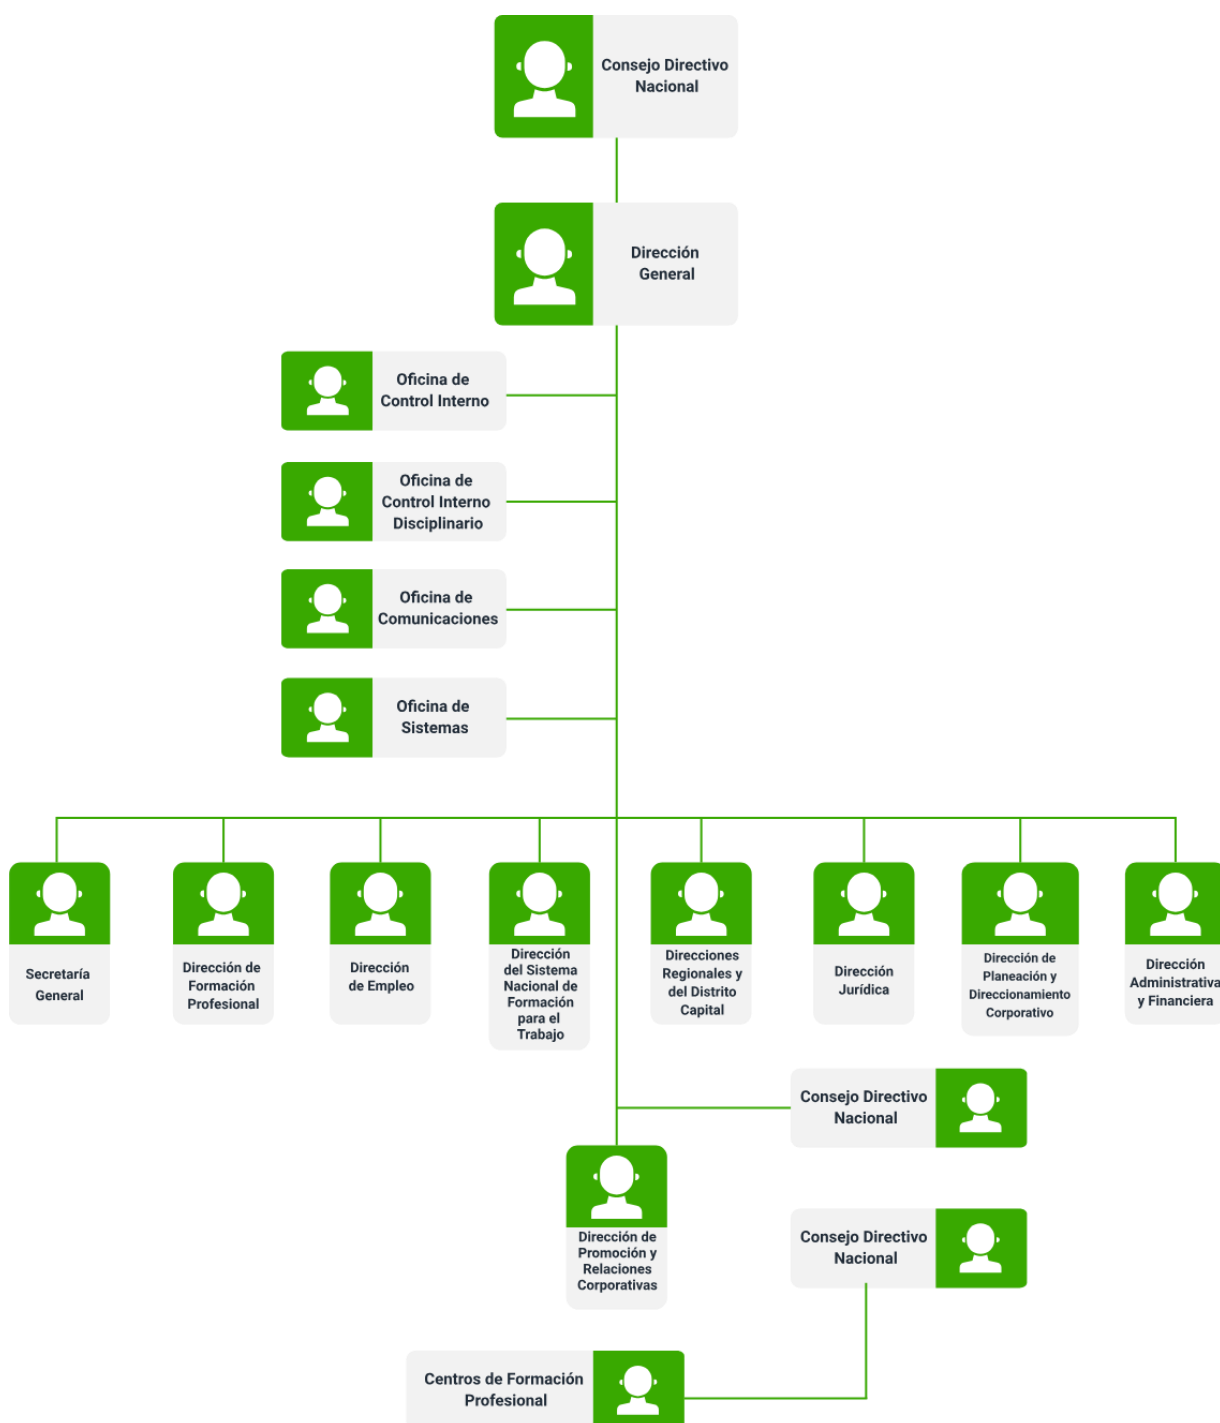 Consejo Directivo
Nacional
Dirección
General
Oficina de
Control Interno
Oficina de
Control Interno
Disciplinario
Oficina de
Comunicaciones
Oficina de
Sistemas
Secretaría
General
Dirección de
Formación
Profesional
Dirección
de Empleo
Dirección
del Sistema
Nacional de
Formación
para el
Trabajo
Direcciones
Regionales y
del Distrito
Capital
Dirección
Jurídica
Dirección de
Planeación y
Direccionamiento
Corporativo
Dirección
Administrativa
y Financiera
Consejo Directivo
Nacional
Dirección de
Promoción y
Relaciones
Corporativas
Consejo Directivo
Nacional
Centros de Formación
Profesional